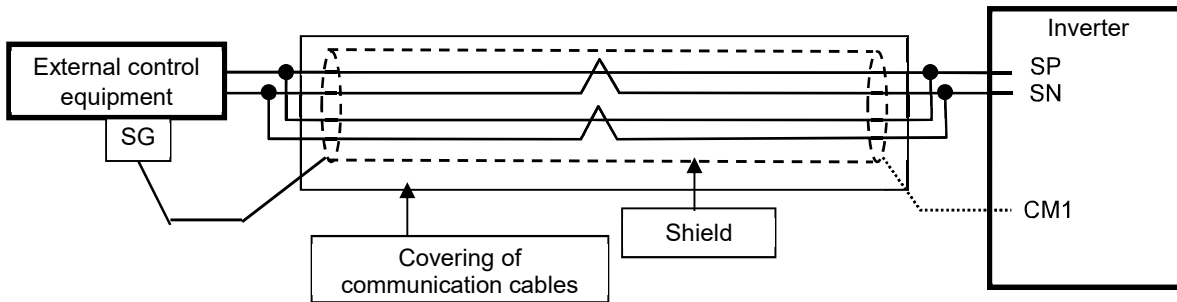 External control
equipment
SG
Covering of
communication cables
Shield
Inverter
SP
SN
CM1